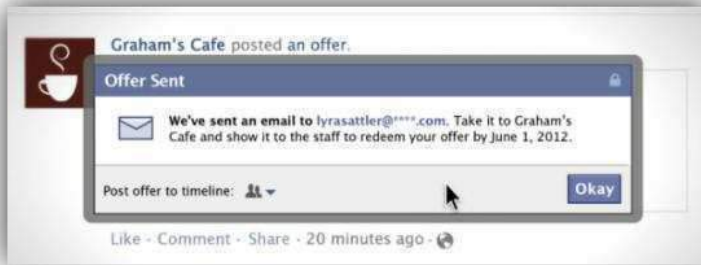 Graham's Cafe posted an offer.
Offer Sent
We've sent an email to lyrasattler@****.com. Take it to Graham's
Cafe and show it to the staff to redeem your offer by June 1, 2012.
Post offer to timeline:
Okay
Like · Comment · Share · 20 minutes ago ·